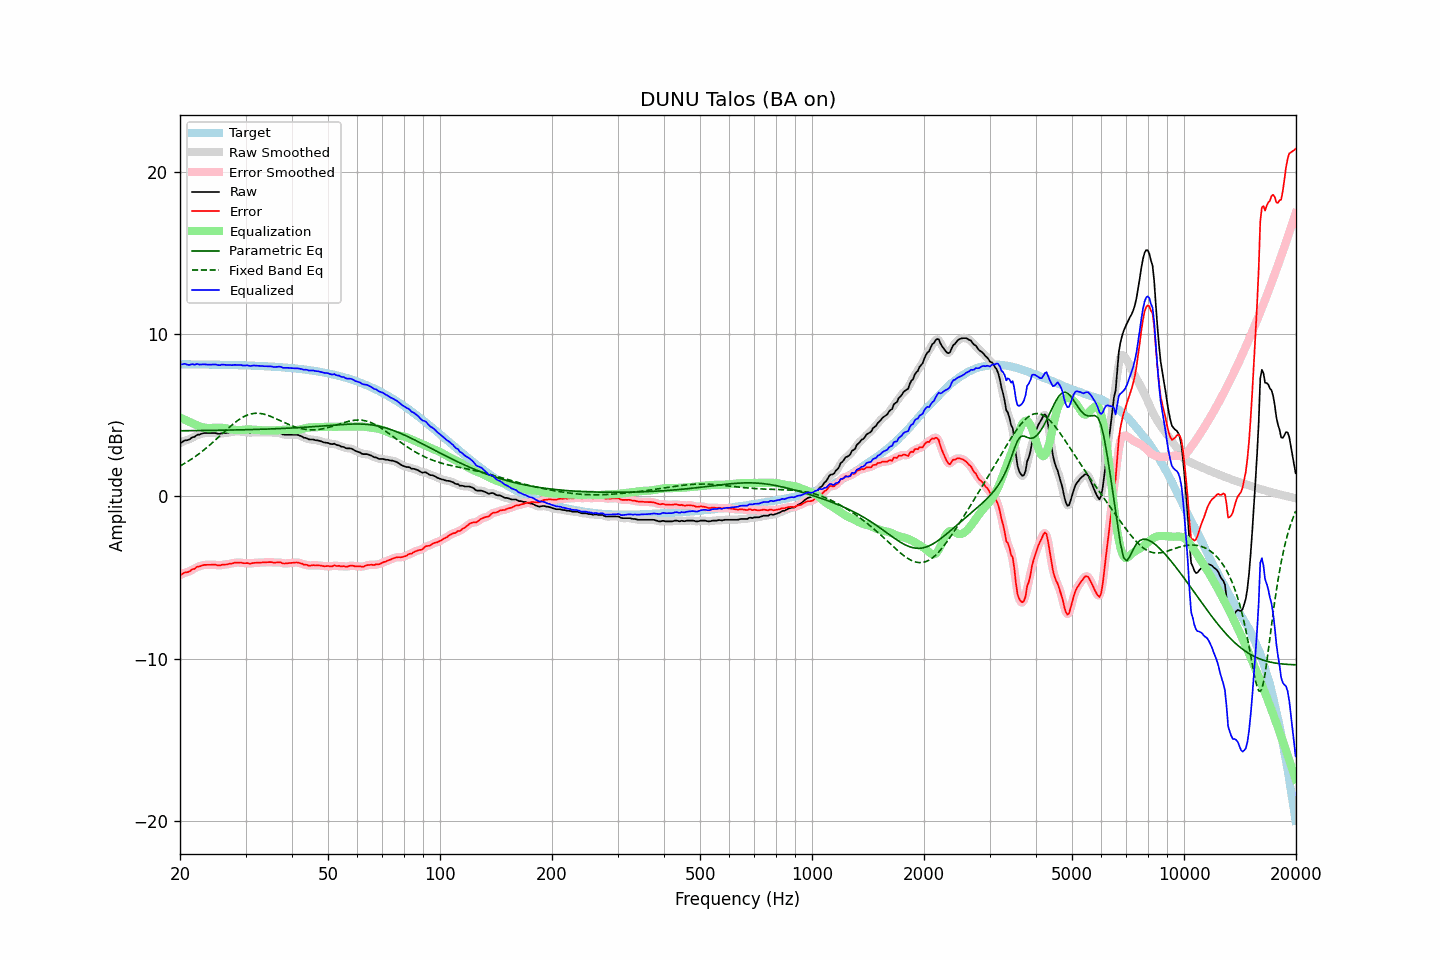 DUNU Talos (BA on)
Target
Raw Smoothed
Error Smoothed
Raw
Error
Equalization
Parametric Eq
Fixed Band Eq
Equalized
Amplitude (dBr)
20
10
0
−10
−20
20 50 100 200 500 1000 2000 5000 10000 20000
Frequency (Hz)